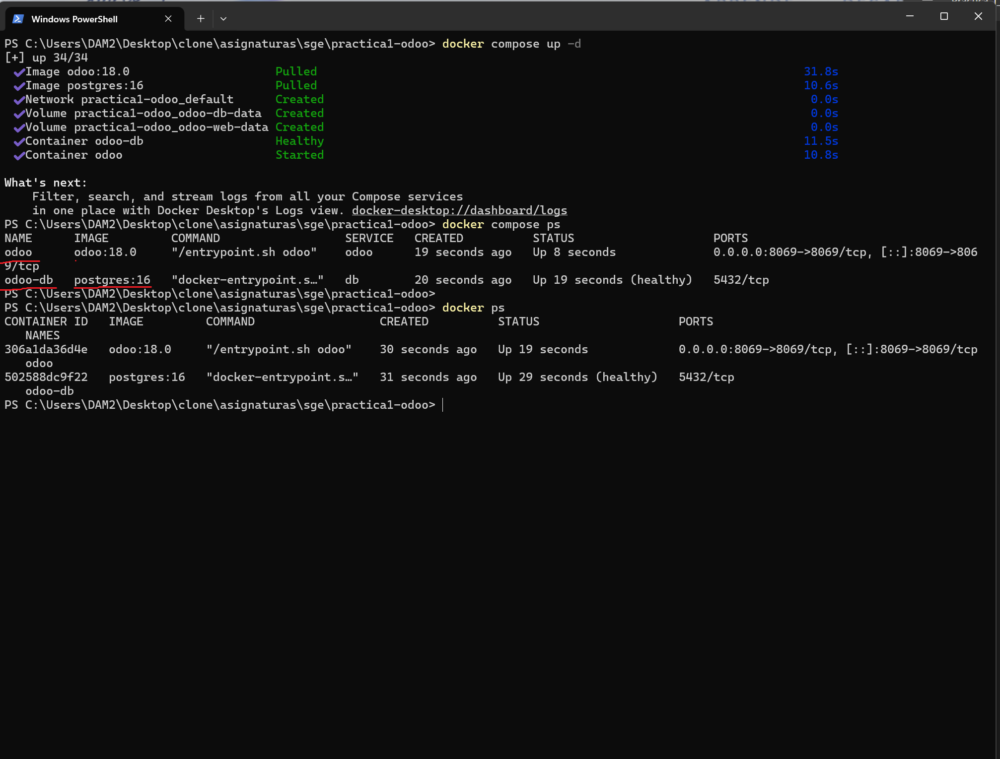 Windows PowerShell
PS C:\Users\DAM2\Desktop\clone\asignaturas\sge\practica1-odoo> docker compose up -d
[+] up 34/34
✔Image odoo:18.0 Pulled 31.8s
✔Image postgres:16 Pulled 10.6s
✔Network practica1-odoo_default Created 0.0s
✔Volume practica1-odoo_odoo-db-data Created 0.0s
✔Volume practica1-odoo_odoo-web-data Created 0.0s
✔Container odoo-db Healthy 11.5s
✔Container odoo Started 10.8s
What's next:
Filter, search, and stream logs from all your Compose services
in one place with Docker Desktop's Logs view. docker-desktop://dashboard/logs
PS C:\Users\DAM2\Desktop\clone\asignaturas\sge\practica1-odoo> docker compose ps
NAME IMAGE COMMAND SERVICE CREATED STATUS PORTS
odoo odoo:18.0 "/entrypoint.sh odoo" odoo 19 seconds ago Up 8 seconds 0.0.0.0:8069->8069/tcp, [::]:8069->806
9/tcp
odoo-db postgres:16 "docker-entrypoint.s…" db 20 seconds ago Up 19 seconds (healthy) 5432/tcp
PS C:\Users\DAM2\Desktop\clone\asignaturas\sge\practica1-odoo>
PS C:\Users\DAM2\Desktop\clone\asignaturas\sge\practica1-odoo> docker ps
CONTAINER ID IMAGE COMMAND CREATED STATUS PORTS
NAMES
306a1da36d4e odoo:18.0 "/entrypoint.sh odoo" 30 seconds ago Up 19 seconds 0.0.0.0:8069->8069/tcp, [::]:8069->8069/tcp
odoo
502588dc9f22 postgres:16 "docker-entrypoint.s…" 31 seconds ago Up 29 seconds (healthy) 5432/tcp
odoo-db
PS C:\Users\DAM2\Desktop\clone\asignaturas\sge\practica1-odoo>